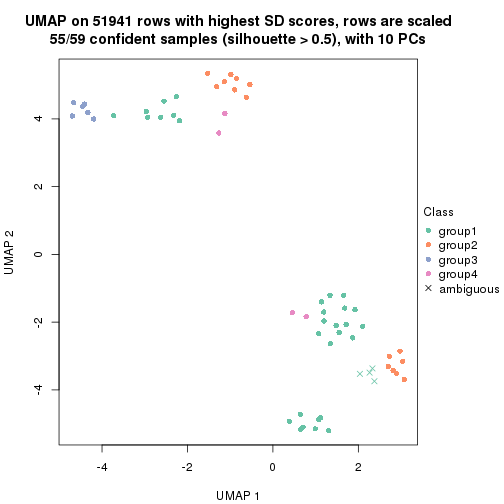 UMAP on 51941 rows with highest SD scores, rows are scaled
55/59 confident samples (silhouette > 0.5), with 10 PCs
4
2
0
-2
-4
UMAP 2
-4
-2
0
2
UMAP 1
Class
group1
group2
group3
group4
ambiguous